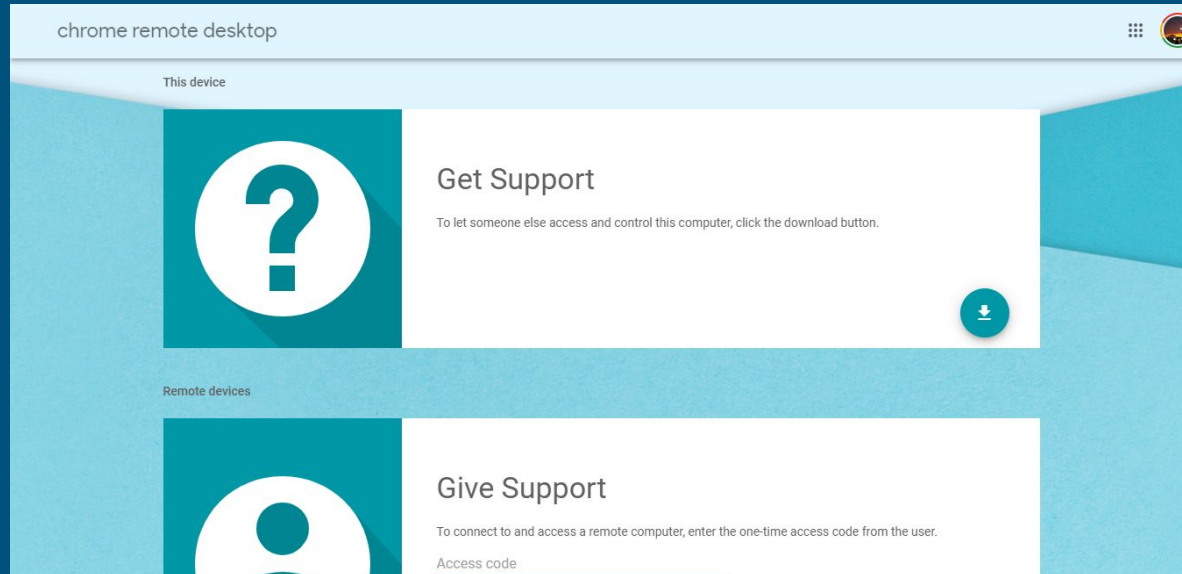 chrome remote desktop
This device
Get Support
To let someone else access and control this computer, click the download button.
Remote devices
Give Support
To connect to and access a remote computer, enter the one-time access code from the user.
Access code